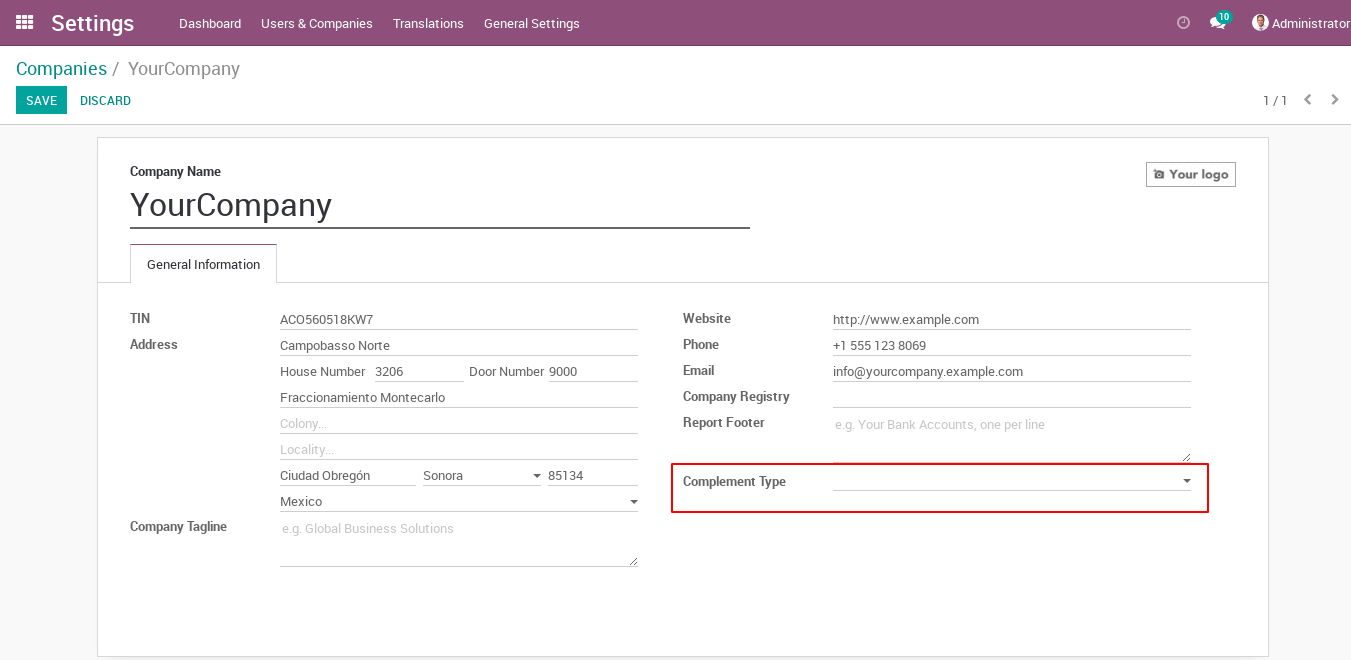 Settings Dashboard Users & Companies Translations General Settings 10 Administrator
Companies / YourCompany
SAVE DISCARD 1 / 1
Company Name
Your logo
YourCompany
General Information
TIN ACO560518KW7
Address Campobasso Norte
House Number 3206 Door Number 9000
Fraccionamiento Montecarlo
Colony...
Locality...
Ciudad Obregón Sonora 85134
Mexico
Company Tagline e.g. Global Business Solutions
Website http://www.example.com
Phone +1 555 123 8069
Email info@yourcompany.example.com
Company Registry
Report Footer e.g. Your Bank Accounts, one per line
Complement Type